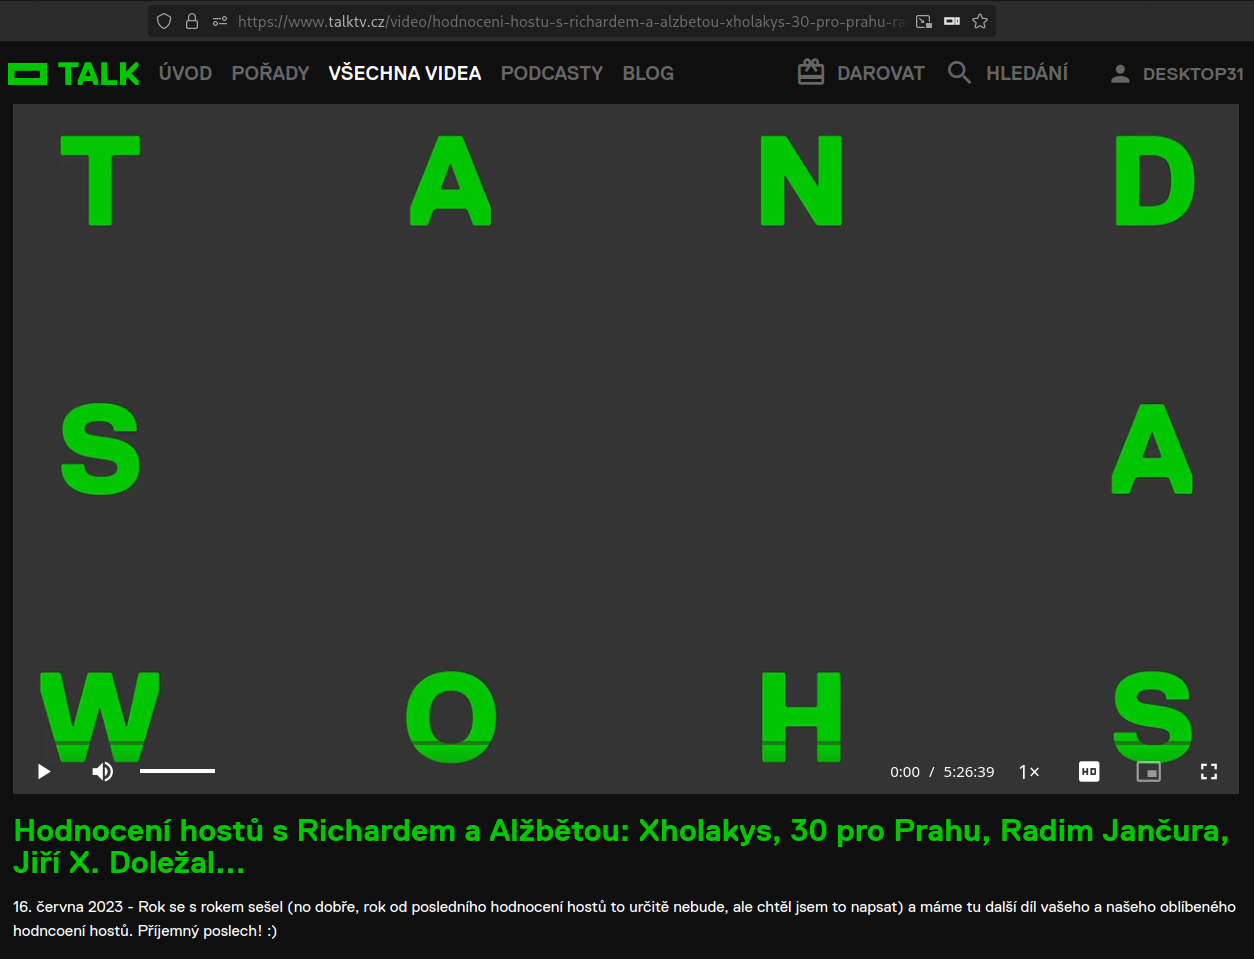 https://www.talktv.cz/video/hodnoceni-hostu-s-richardem-a-alzbetou-xholakys-30-pro-prahu-ra
TALK ÚVOD POŘADY VŠECHNA VIDEA PODCASTY BLOG DAROVAT HLEDÁNÍ DESKTOP31
T A N D
S A
W O H S
0:00 / 5:26:39 1× HD
Hodnocení hostů s Richardem a Alžbětou: Xholakys, 30 pro Prahu, Radim Jančura,
Jiří X. Doležal...
16. června 2023 - Rok se s rokem sešel (no dobře, rok od posledního hodnocení hostů to určitě nebude, ale chtěl jsem to napsat) a máme tu další díl vašeho a našeho oblíbeného
hodncoení hostů. Příjemný poslech! :)